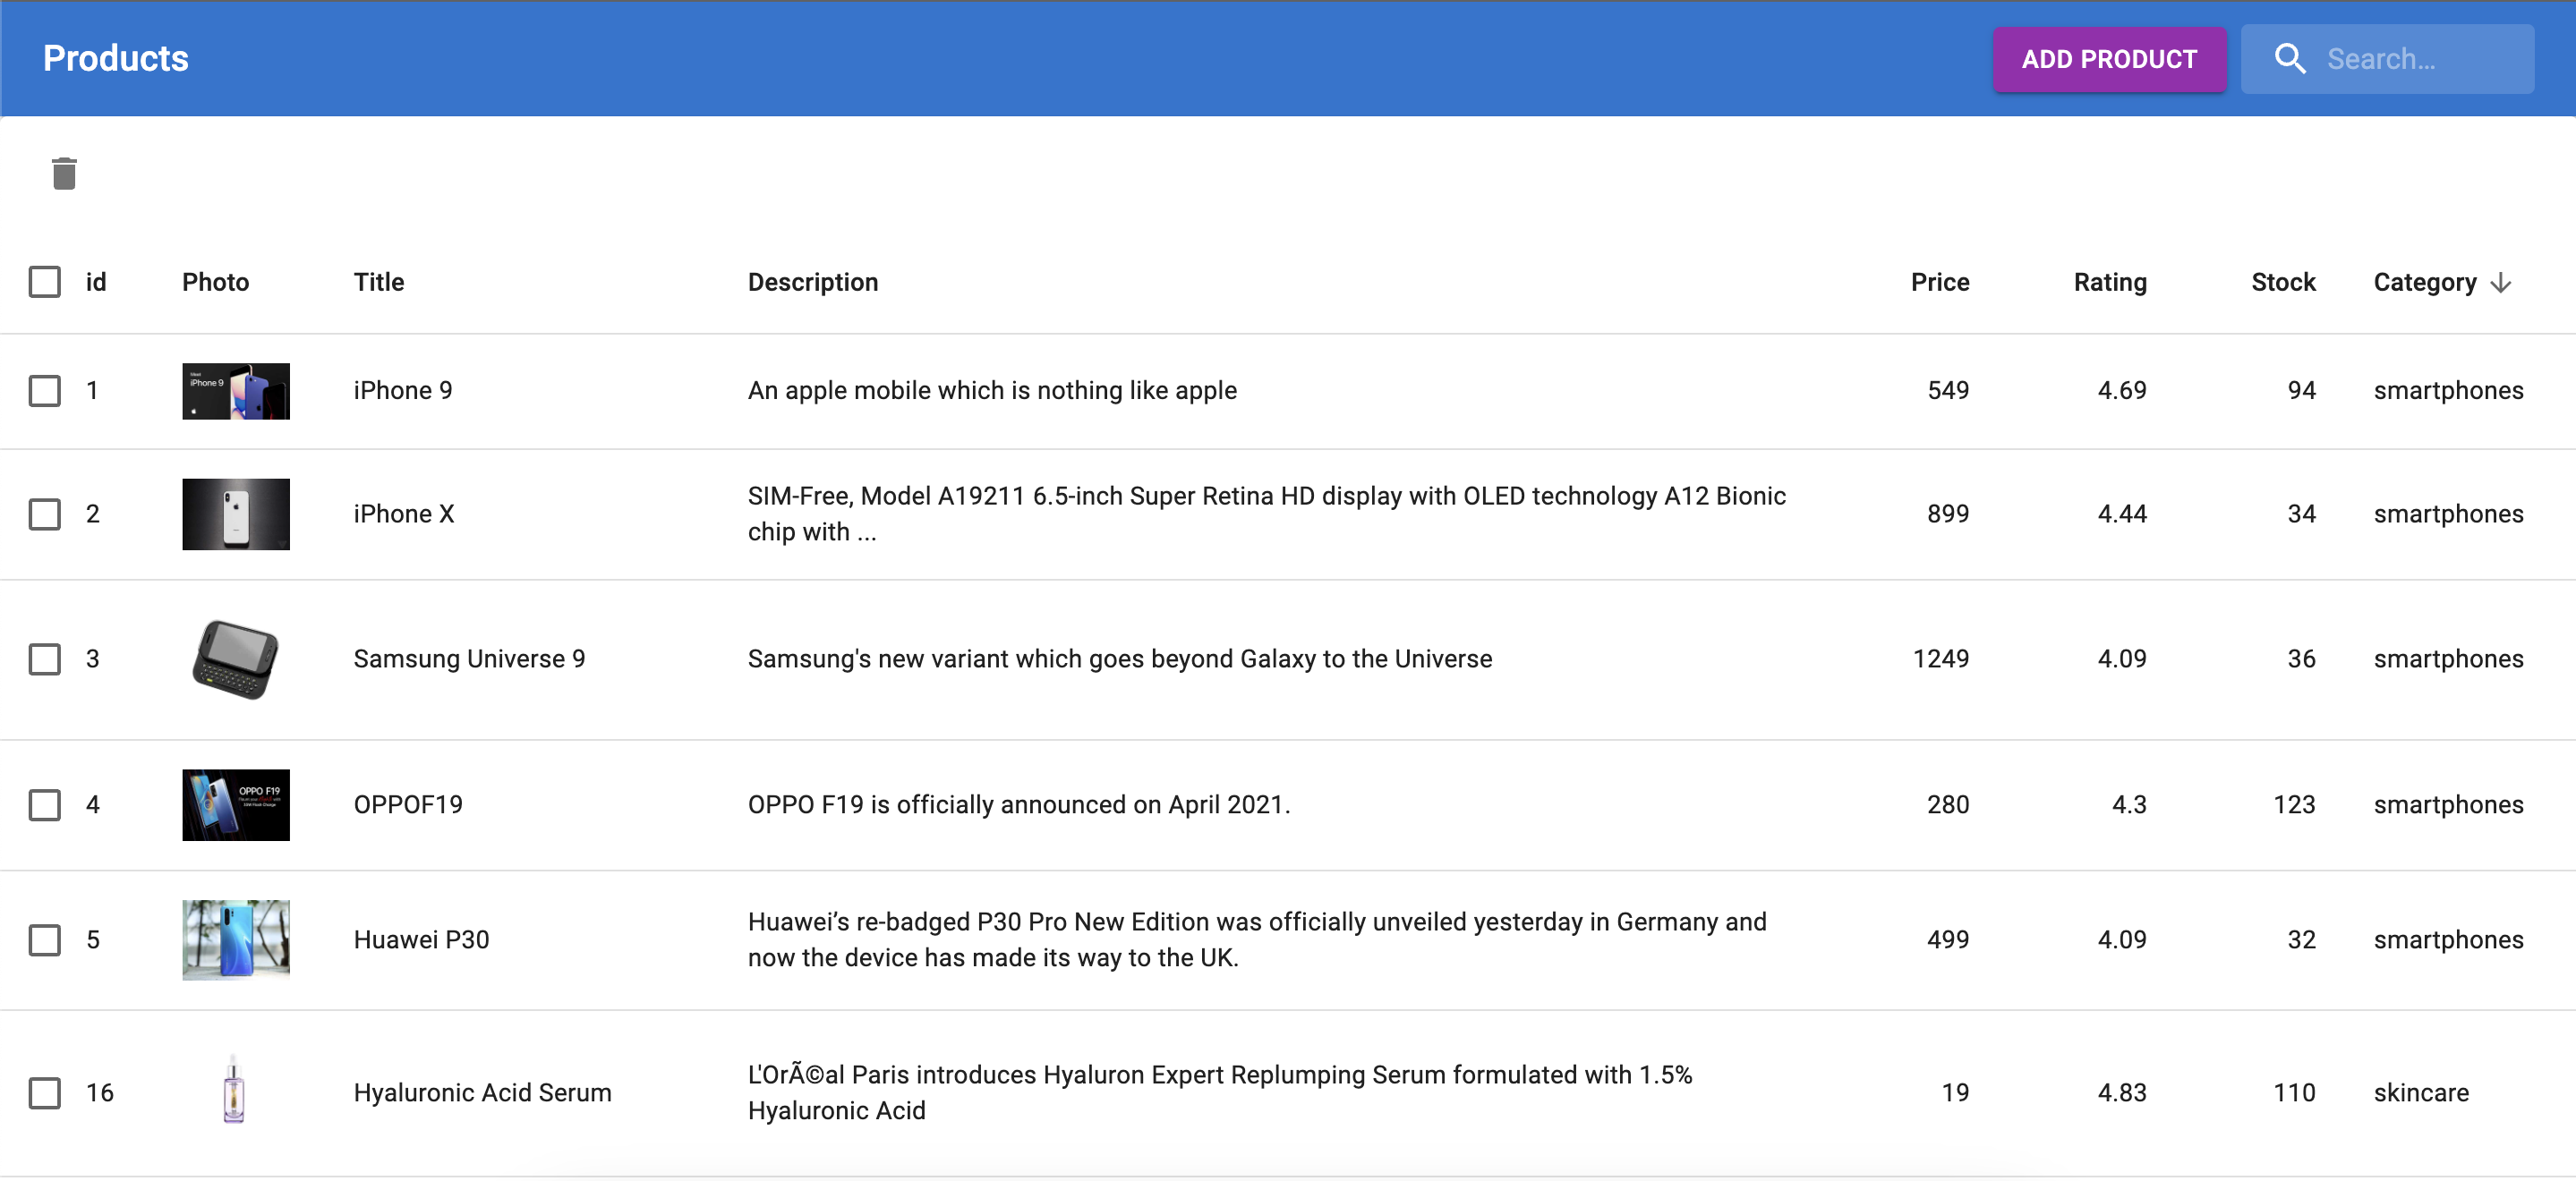 Products
ADD PRODUCT
Search…
id Photo Title Description Price Rating Stock Category
1 iPhone 9 An apple mobile which is nothing like apple 549 4.69 94 smartphones
Meet
iPhone 9
2 iPhone X SIM-Free, Model A19211 6.5-inch Super Retina HD display with OLED technology A12 Bionic
chip with ... 899 4.44 34 smartphones
3 Samsung Universe 9 Samsung's new variant which goes beyond Galaxy to the Universe 1249 4.09 36 smartphones
4 OPPOF19 OPPO F19 is officially announced on April 2021. 280 4.3 123 smartphones
OPPO F19
5 Huawei P30 Huawei’s re-badged P30 Pro New Edition was officially unveiled yesterday in Germany and
now the device has made its way to the UK. 499 4.09 32 smartphones
16 Hyaluronic Acid Serum L'OrÃ©al Paris introduces Hyaluron Expert Replumping Serum formulated with 1.5%
Hyaluronic Acid 19 4.83 110 skincare